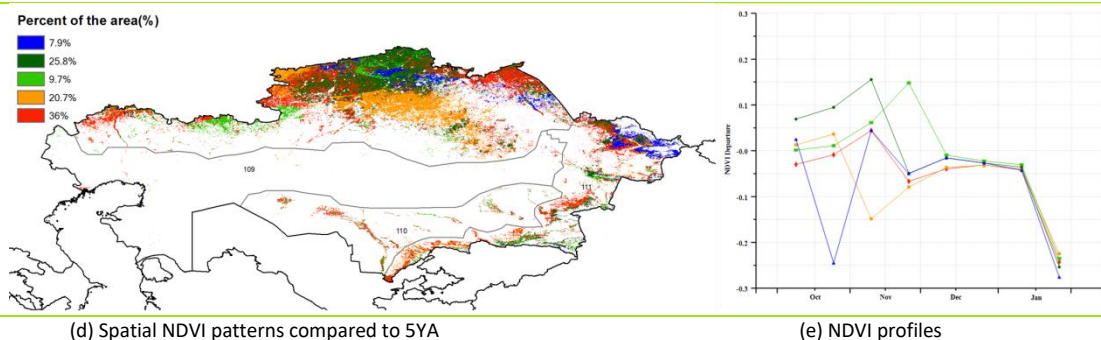 Percent of the area(%)
7.9%
25.8%
9.7%
20.7%
36%
109
110
111
0.3
0.2
0.1
-0.0
-0.1
-0.2
-0.3
NDVI Departure
Oct
Nov
Dec
Jan
(d) Spatial NDVI patterns compared to 5YA
(e) NDVI profiles